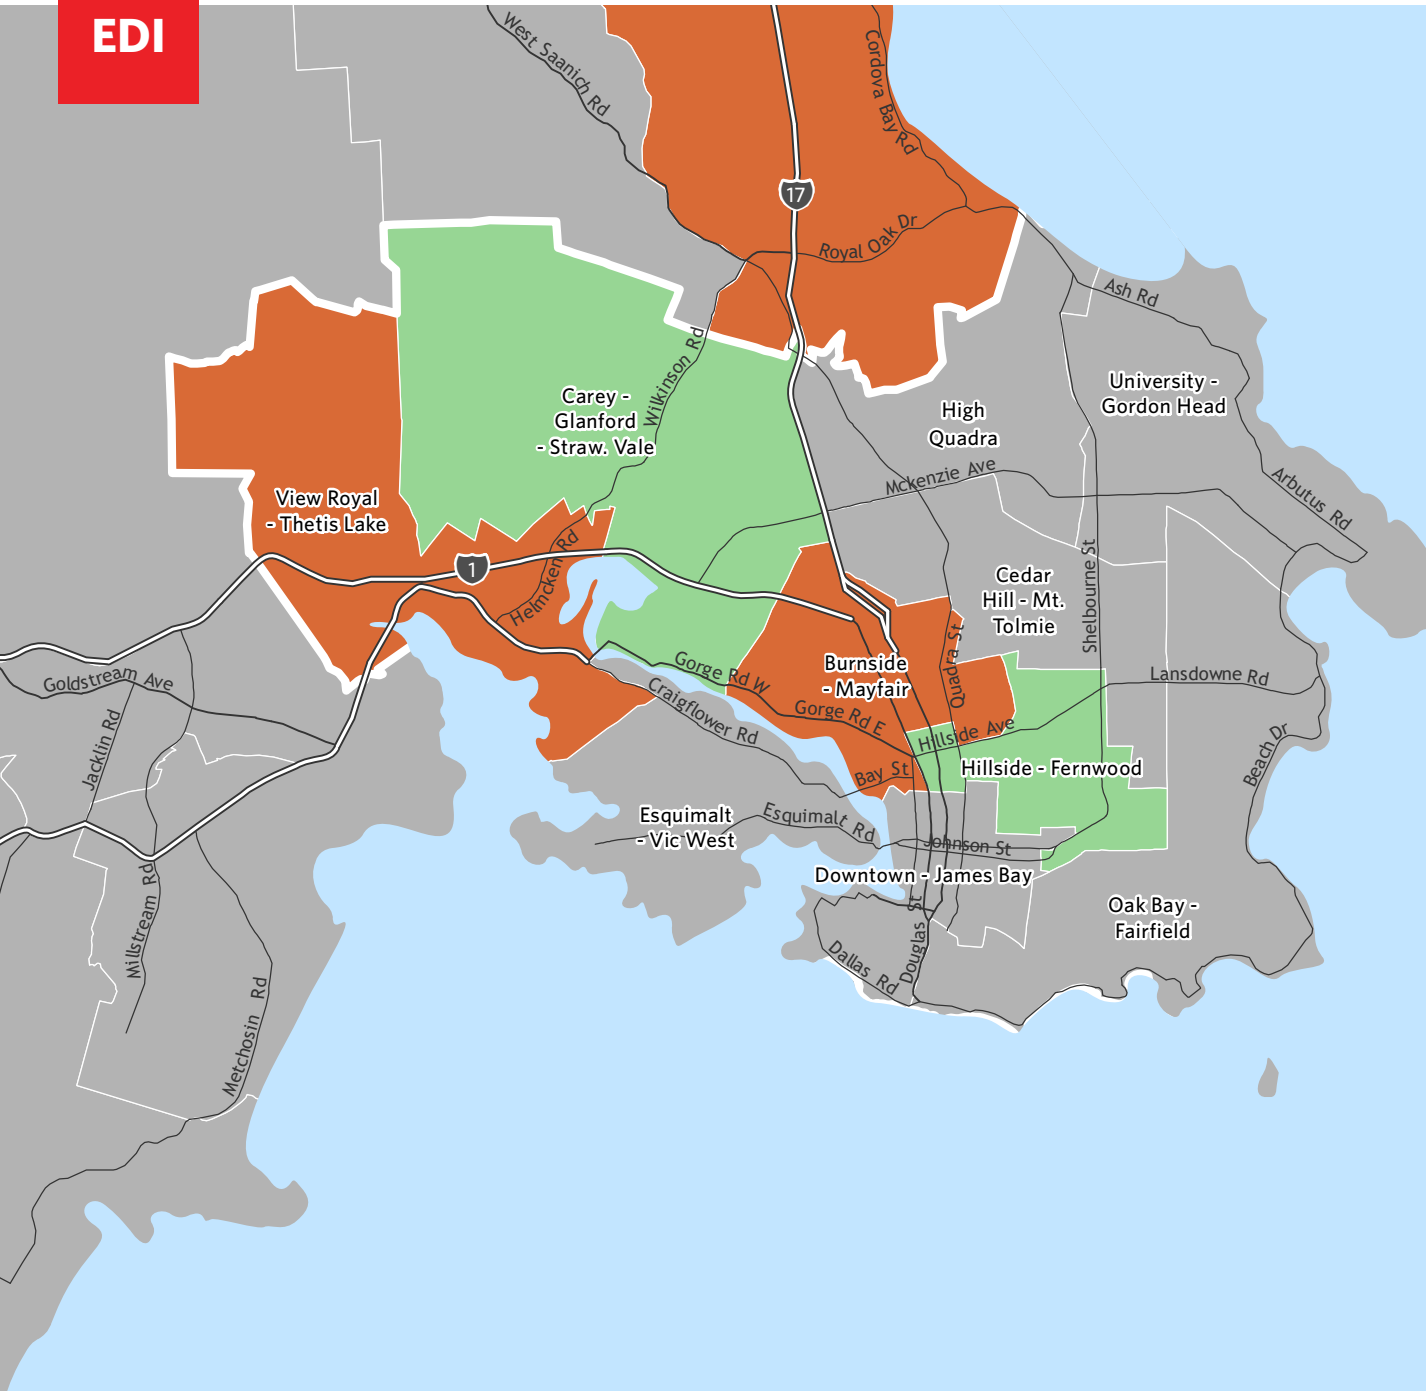 EDI
West Saanich Rd
Cordova Bay Rd
17
Royal Oak Dr
Ash Rd
Wilkinson Rd
University -
Gordon Head
Carey -
Glanford
- Straw. Vale
High
Quadra
Mckenzie Ave
Arbutus Rd
View Royal
- Thetis Lake
1
Helmcken Rd
Shelbourne St
Cedar
Hill - Mt.
Tolmie
Quadra St
Burnside
- Mayfair
Gorge Rd W
Lansdowne Rd
Goldstream Ave
Craigflower Rd
Gorge Rd E
Hillside Ave
Jacklin Rd
Beach Dr
Bay St
Hillside - Fernwood
Esquimalt
- Vic West
Esquimalt Rd
Johnson St
Downtown - James Bay
Millstream Rd
Oak Bay -
Fairfield
Douglas St
Dallas Rd
Metchosin Rd